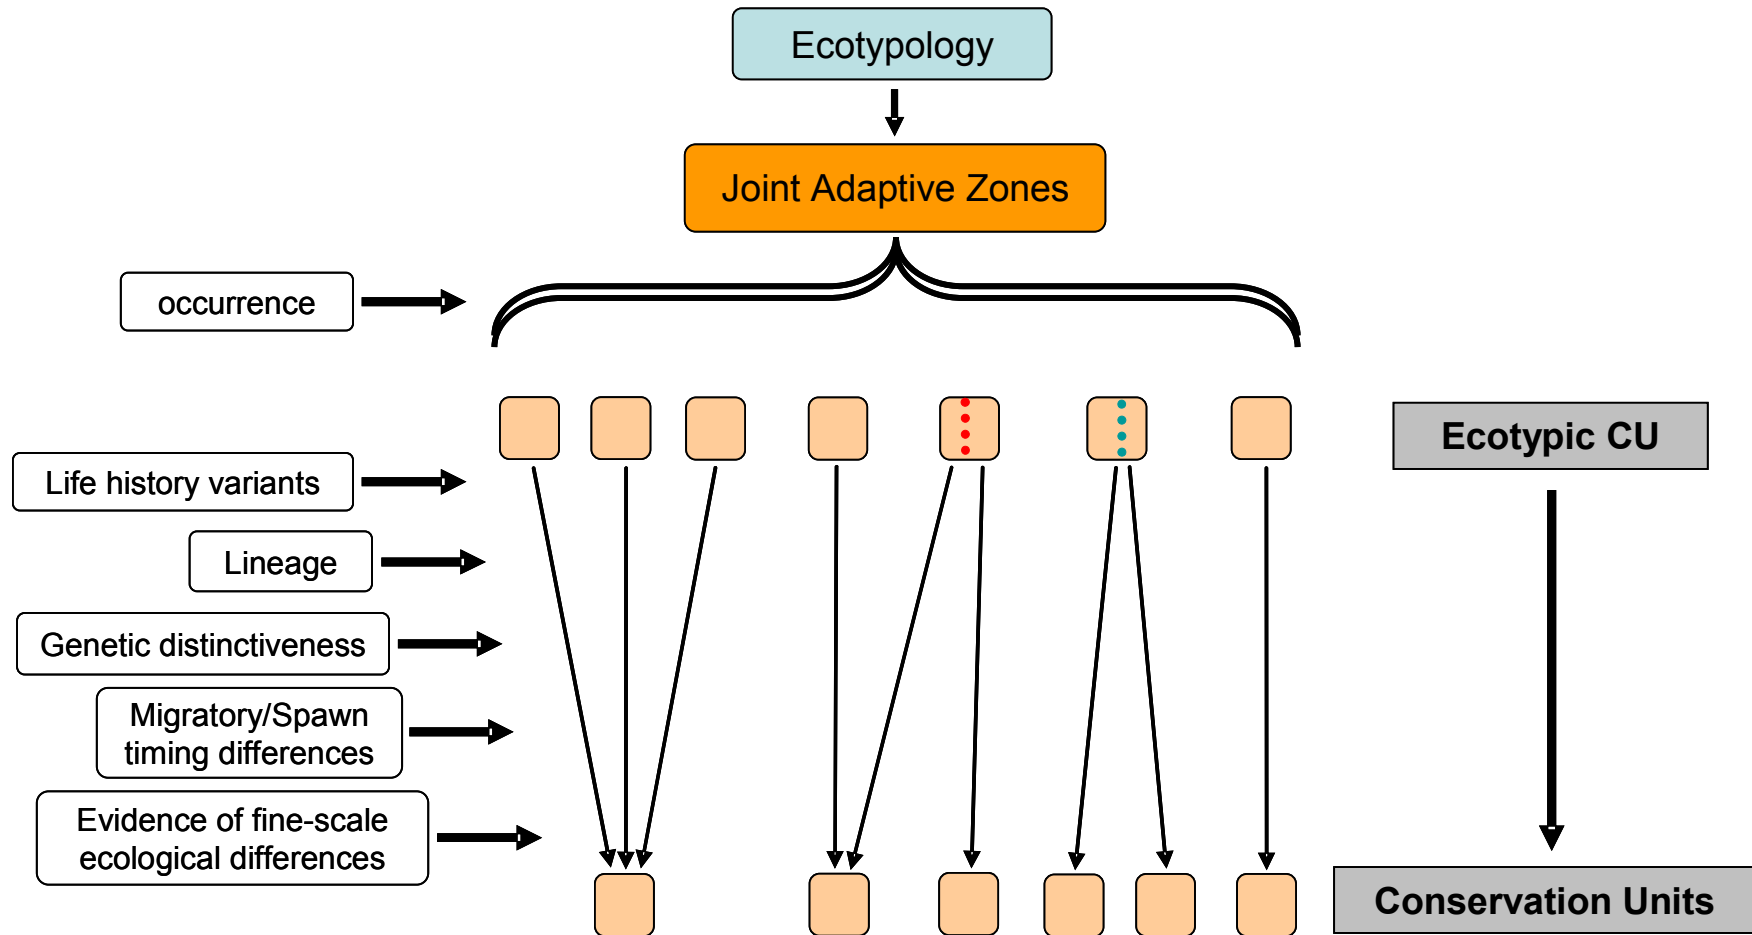 Ecotypology
Joint Adaptive Zones
occurrence
Ecotypic CU
Life history variants
Lineage
Genetic distinctiveness
Migratory/Spawn
timing differences
Evidence of fine-scale
ecological differences
Conservation Units